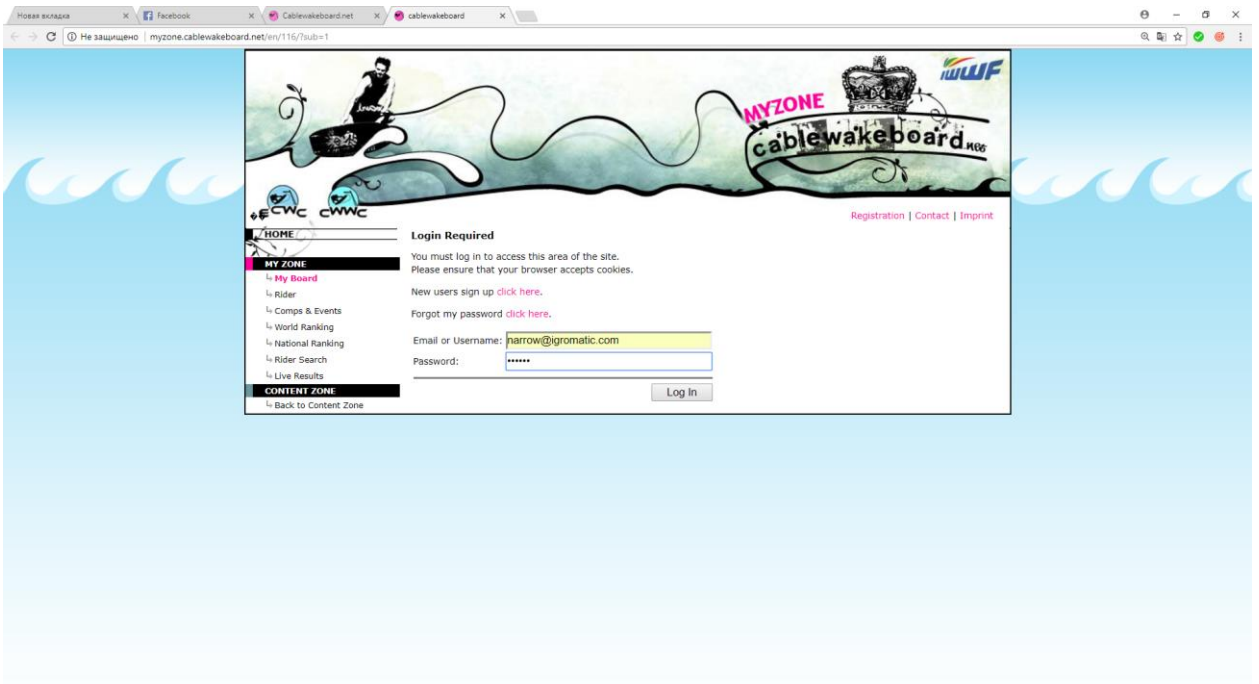 Новая вкладка
Facebook
Cablewakeboard.net
cablewakeboard
Не защищено | myzone.cablewakeboard.net/en/116/?sub=1
iwwf
MYZONE
cablewakeboard.net
ECWC CWWC
Registration | Contact | Imprint
HOME
MY ZONE
My Board
Rider
Comps & Events
World Ranking
National Ranking
Rider Search
Live Results
CONTENT ZONE
Back to Content Zone
Login Required
You must log in to access this area of the site.
Please ensure that your browser accepts cookies.
New users sign up click here.
Forgot my password click here.
Email or Username: narrow@igromatic.com
Password: ••••••
Log In